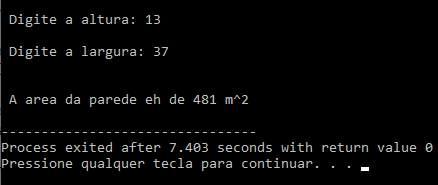 Digite a altura: 13
Digite a largura: 37
A area da parede eh de 481 m^2
--------------------------------
Process exited after 7.403 seconds with return value 0
Pressione qualquer tecla para continuar. . .